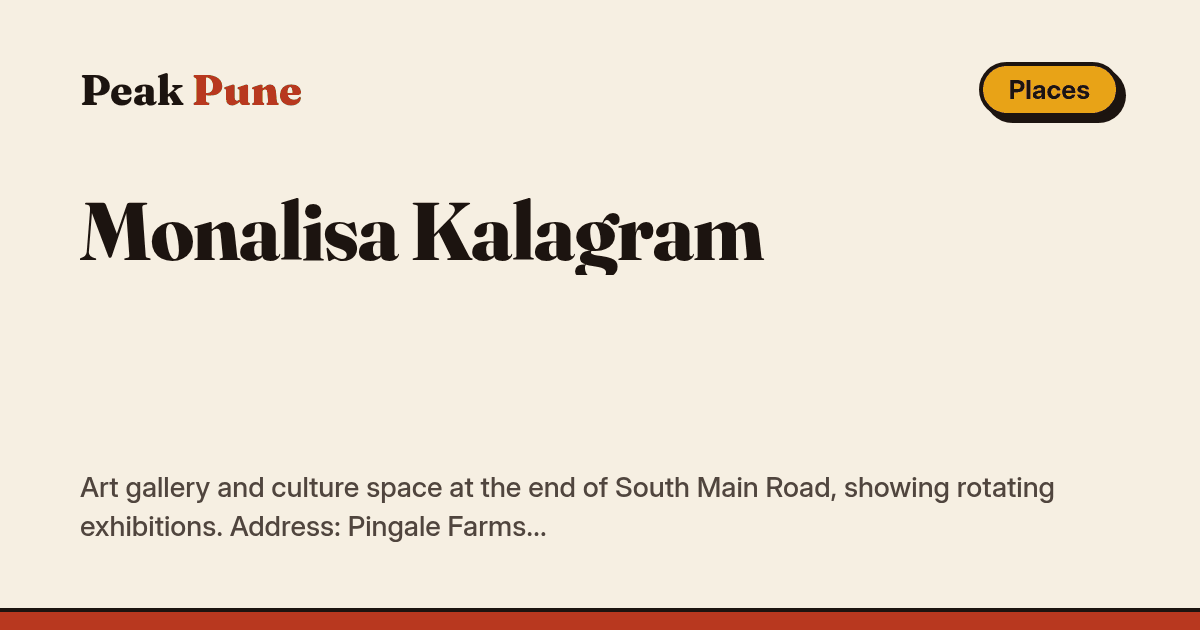 Peak Pune
Places
Monalisa Kalagram
Art gallery and culture space at the end of South Main Road, showing rotating
exhibitions. Address: Pingale Farms...